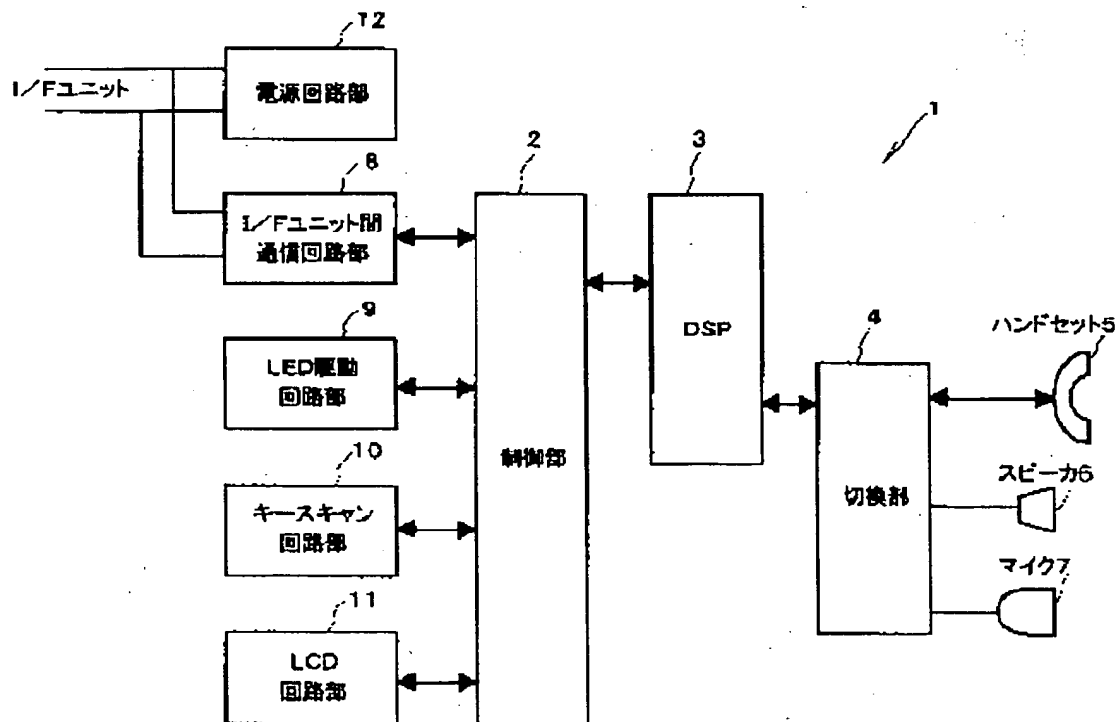 12
I/Fユニット
電源回路部
1
8
2
3
I/Fユニット間
通信回路部
9
DSP
4
ハンドセット5
LED駆動
回路部
10
制御部
切換部
スピーカ6
キースキャン
回路部
マイク7
11
LCD
回路部